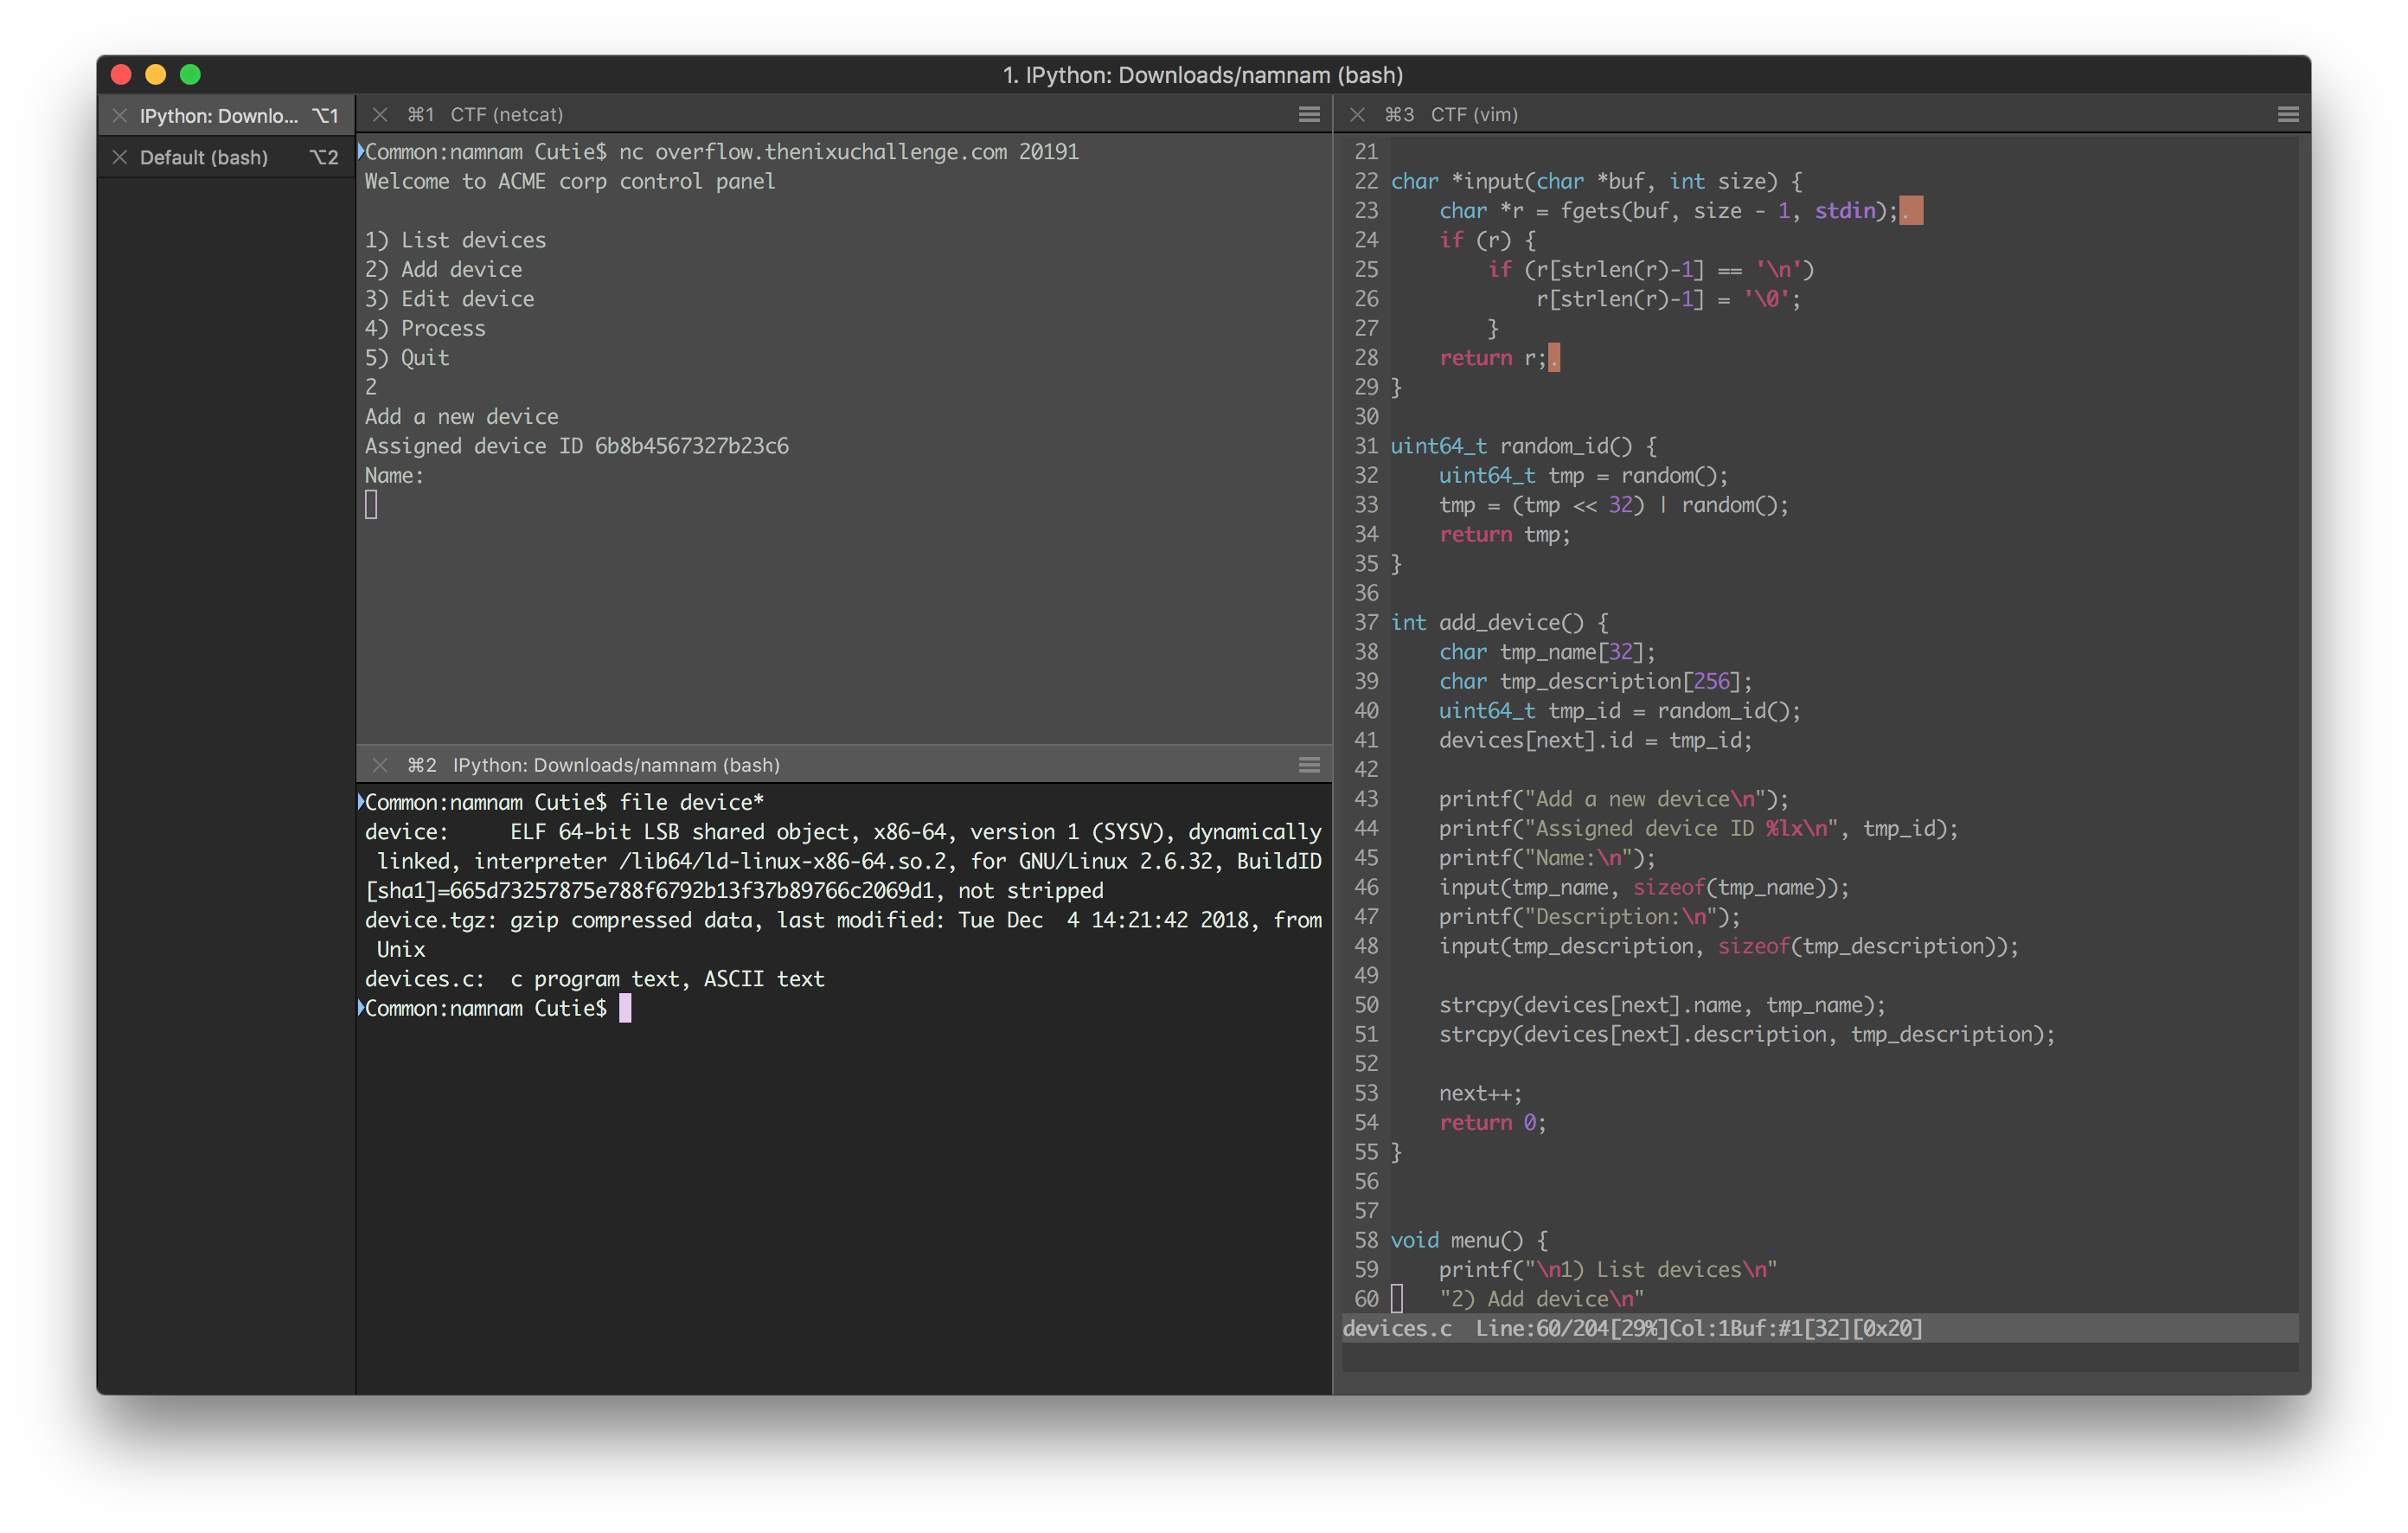 1. IPython: Downloads/namnam (bash)
IPython: Downlo... ⌥1
Default (bash) ⌥2
⌘1 CTF (netcat)
Common:namnam Cutie$ nc overflow.thenixuchallenge.com 20191
Welcome to ACME corp control panel
1) List devices
2) Add device
3) Edit device
4) Process
5) Quit
2
Add a new device
Assigned device ID 6b8b4567327b23c6
Name:
⌘2 IPython: Downloads/namnam (bash)
Common:namnam Cutie$ file device*
device:     ELF 64-bit LSB shared object, x86-64, version 1 (SYSV), dynamically
 linked, interpreter /lib64/ld-linux-x86-64.so.2, for GNU/Linux 2.6.32, BuildID
[sha1]=665d73257875e788f6792b13f37b89766c2069d1, not stripped
device.tgz: gzip compressed data, last modified: Tue Dec  4 14:21:42 2018, from
 Unix
devices.c:  c program text, ASCII text
Common:namnam Cutie$
⌘3 CTF (vim)
21
22 char *input(char *buf, int size) {
23     char *r = fgets(buf, size - 1, stdin);.
24     if (r) {
25         if (r[strlen(r)-1] == '\n')
26             r[strlen(r)-1] = '\0';
27         }
28     return r;.
29 }
30
31 uint64_t random_id() {
32     uint64_t tmp = random();
33     tmp = (tmp << 32) | random();
34     return tmp;
35 }
36
37 int add_device() {
38     char tmp_name[32];
39     char tmp_description[256];
40     uint64_t tmp_id = random_id();
41     devices[next].id = tmp_id;
42
43     printf("Add a new device\n");
44     printf("Assigned device ID %lx\n", tmp_id);
45     printf("Name:\n");
46     input(tmp_name, sizeof(tmp_name));
47     printf("Description:\n");
48     input(tmp_description, sizeof(tmp_description));
49
50     strcpy(devices[next].name, tmp_name);
51     strcpy(devices[next].description, tmp_description);
52
53     next++;
54     return 0;
55 }
56
57
58 void menu() {
59     printf("\n1) List devices\n"
60     "2) Add device\n"
devices.c  Line:60/204[29%]Col:1Buf:#1[32][0x20]